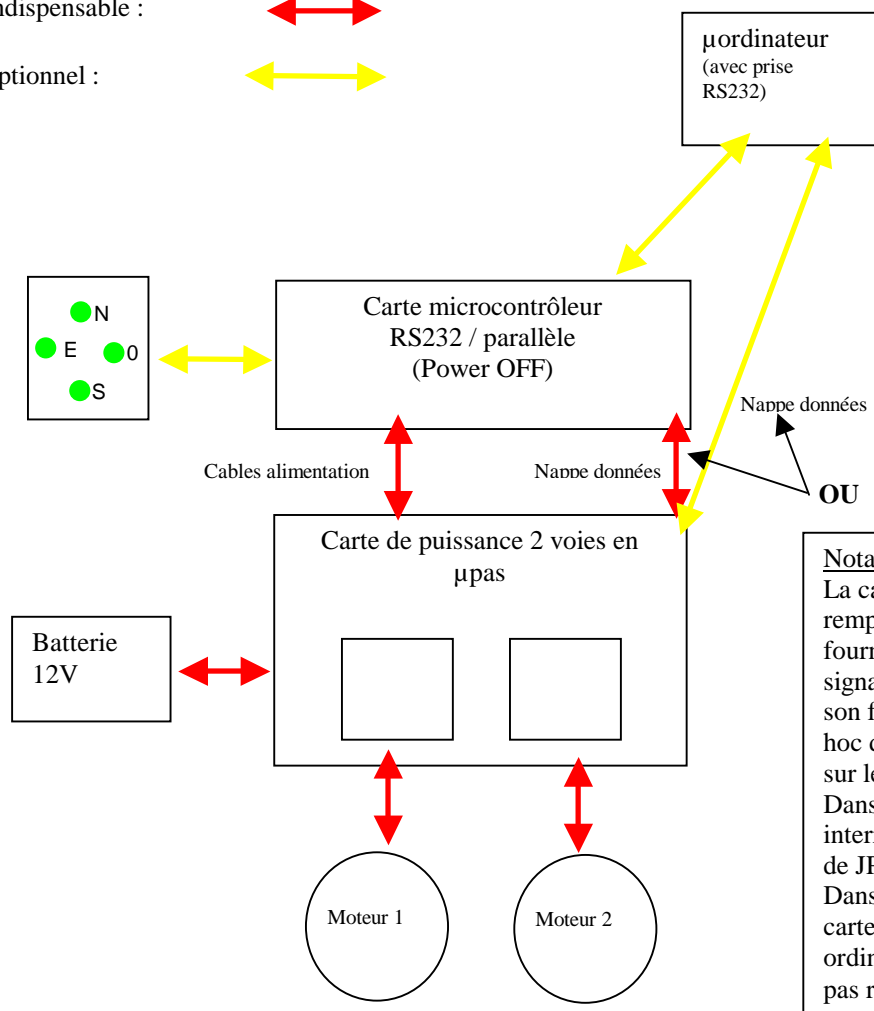 ndispensable :
ptionnel :
µordinateur
(avec prise
RS232)
N
E
0
S
Carte microcontrôleur
RS232 / parallèle
(Power OFF)
Nappe données
Cables alimentation
Nappe données
OU
Carte de puissance 2 voies en
µpas
Batterie
12V
Moteur 1
Moteur 2
Nota
La ca
remp
fourn
signa
son f
hoc d
sur le
Dans
inter
de JP
Dans
carte
ordin
pas r